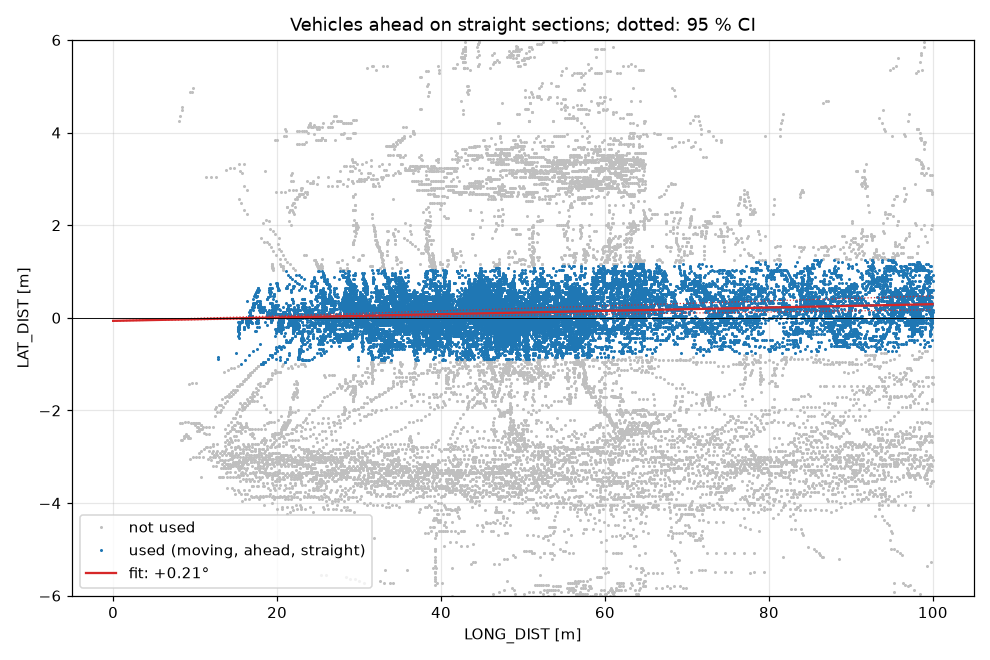 Vehicles ahead on straight sections; dotted: 95 % CI
6
4
2
0
−2
−4
−6
LAT_DIST [m]
not used
used (moving, ahead, straight)
fit: +0.21°
0 20 40 60 80 100
LONG_DIST [m]